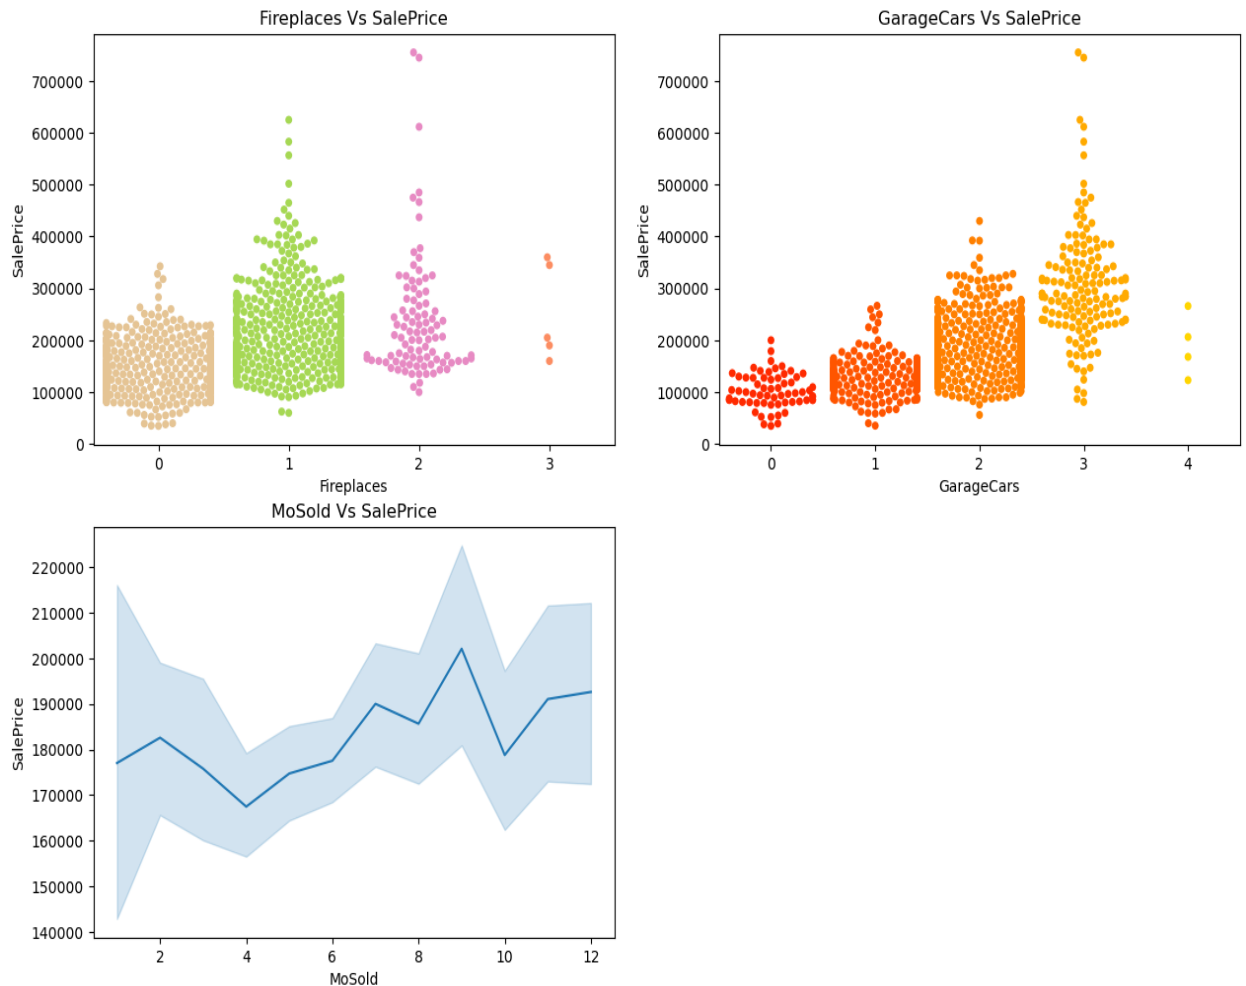 Fireplaces Vs SalePrice
SalePrice
700000
600000
500000
400000
300000
200000
100000
0
0 1 2 3
Fireplaces
GarageCars Vs SalePrice
SalePrice
700000
600000
500000
400000
300000
200000
100000
0
0 1 2 3 4
GarageCars
MoSold Vs SalePrice
SalePrice
220000
210000
200000
190000
180000
170000
160000
150000
140000
2 4 6 8 10 12
MoSold